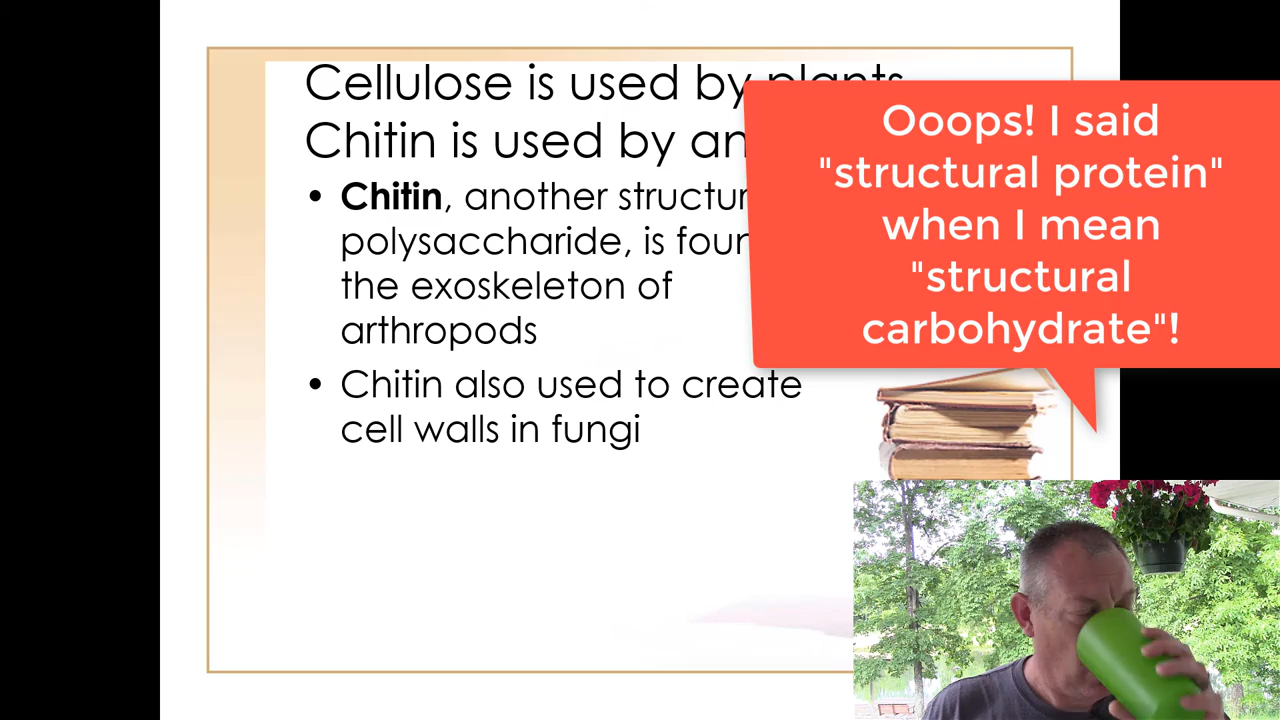 Cellulose is used by plants
Chitin is used by an
• Chitin, another structur
polysaccharide, is foun
the exoskeleton of
arthropods
• Chitin also used to create
cell walls in fungi
Ooops! I said
"structural protein"
when I mean
"structural
carbohydrate"!